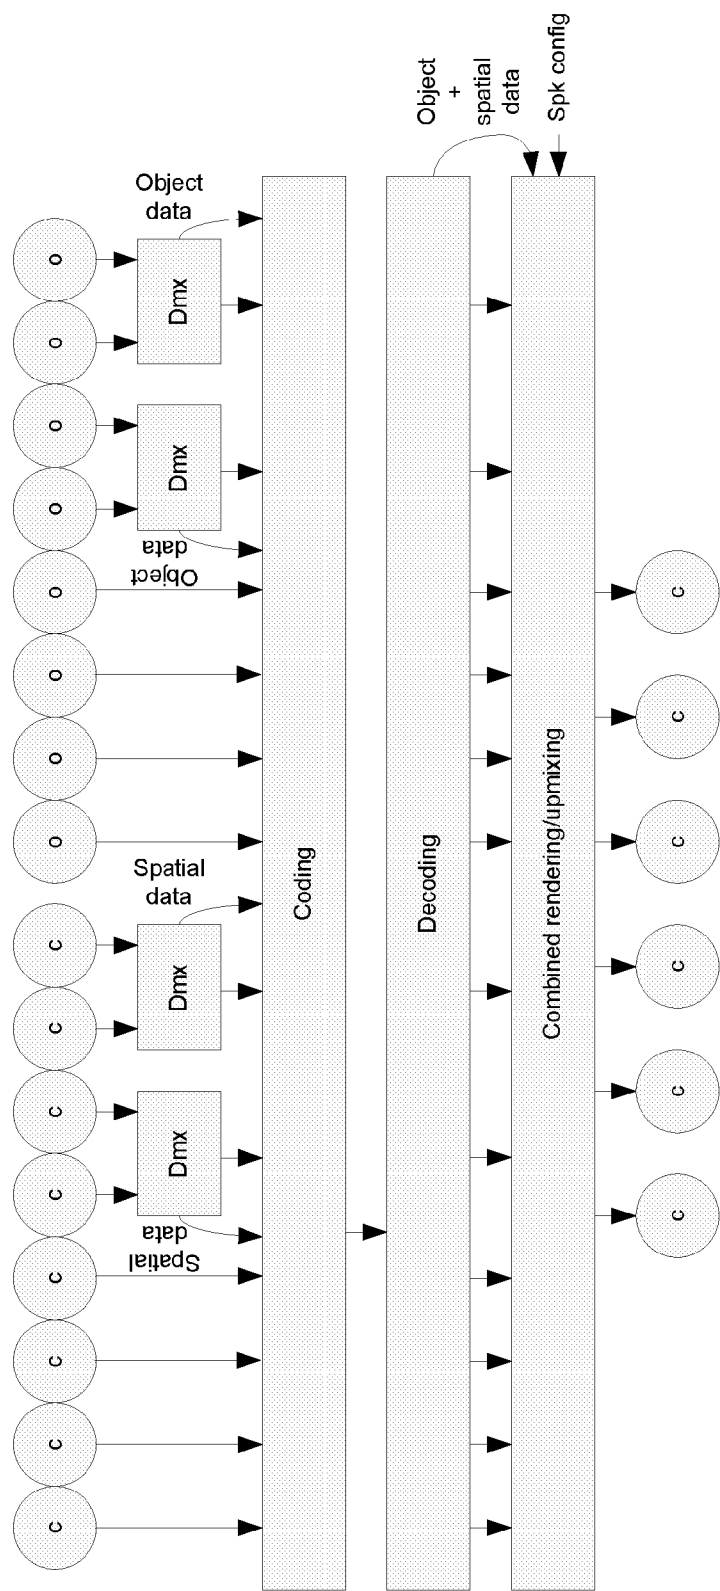 c
c
c
c
c
c
c
c
o
o
o
o
o
o
o
o
Spatial
data
Dmx
Dmx
Spatial
data
Object
data
Dmx
Dmx
Object
data
Coding
Decoding
Object
+
spatial
data
Combined rendering/upmixing
Spk config
c
c
c
c
c
c